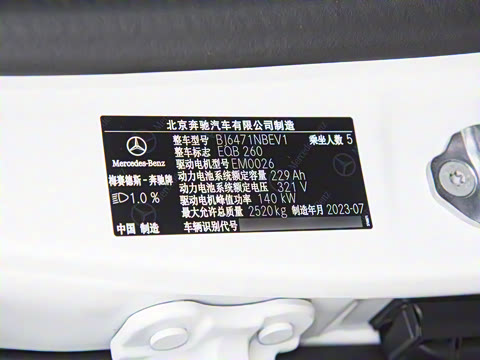 北京奔驰汽车有限公司制造
整车型号 BJ6471NBEV1 乘坐人数 5
整车标志 EQB 260
驱动电机型号 EM0026
动力电池系统额定容量 229 Ah
动力电池系统额定电压 321 V
驱动电机峰值功率 140 kW
最大允许总质量 2520 kg 制造年月 2023-07
车辆识别代号
Mercedes-Benz
梅赛德斯-奔驰牌
1.0 %
中国 制造